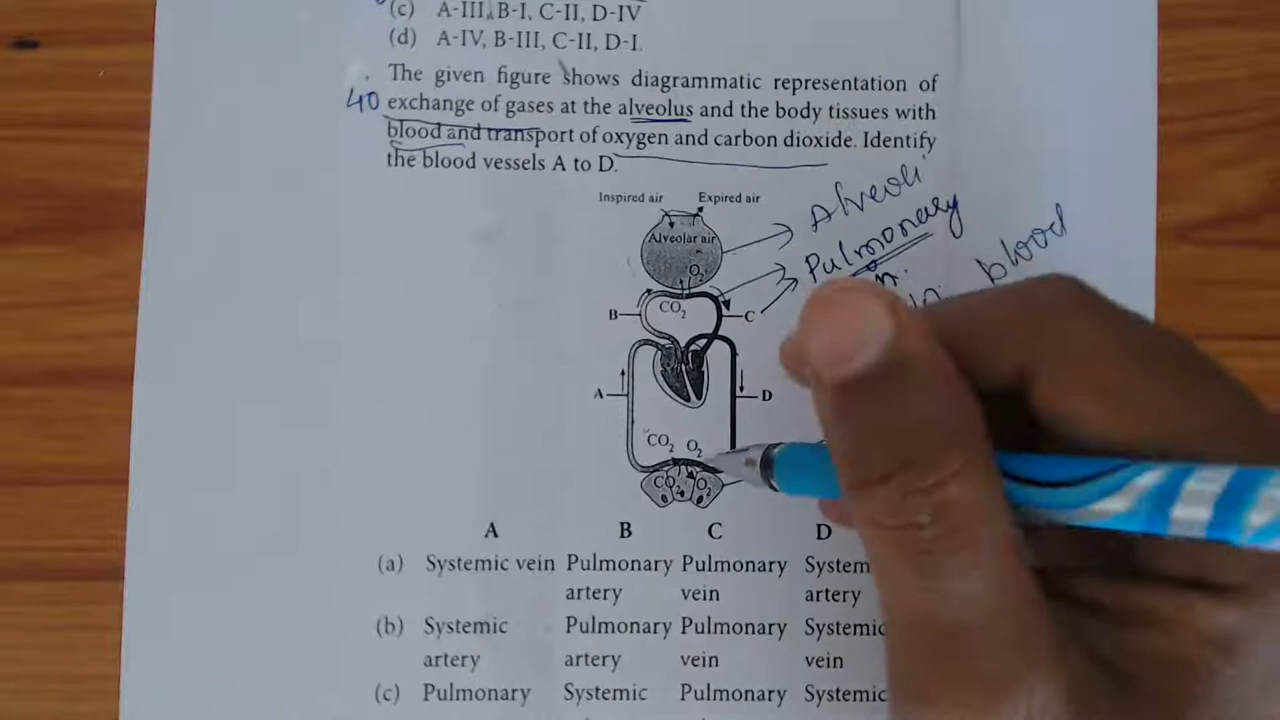 (c) A-III, B-I, C-II, D-IV
(d) A-IV, B-III, C-II, D-I.
40
The given figure shows diagrammatic representation of
exchange of gases at the alveolus and the body tissues with
blood and transport of oxygen and carbon dioxide. Identify
the blood vessels A to D.
Inspired air Expired air
Alveoli
Alveolar air
Pulmonary
O2
blood
CO2
B C
A D
CO2 O2
CO2 O2
A B C D
(a) Systemic vein Pulmonary Pulmonary System
artery vein artery
(b) Systemic Pulmonary Pulmonary Systemic
artery artery vein vein
(c) Pulmonary Systemic Pulmonary Systemic